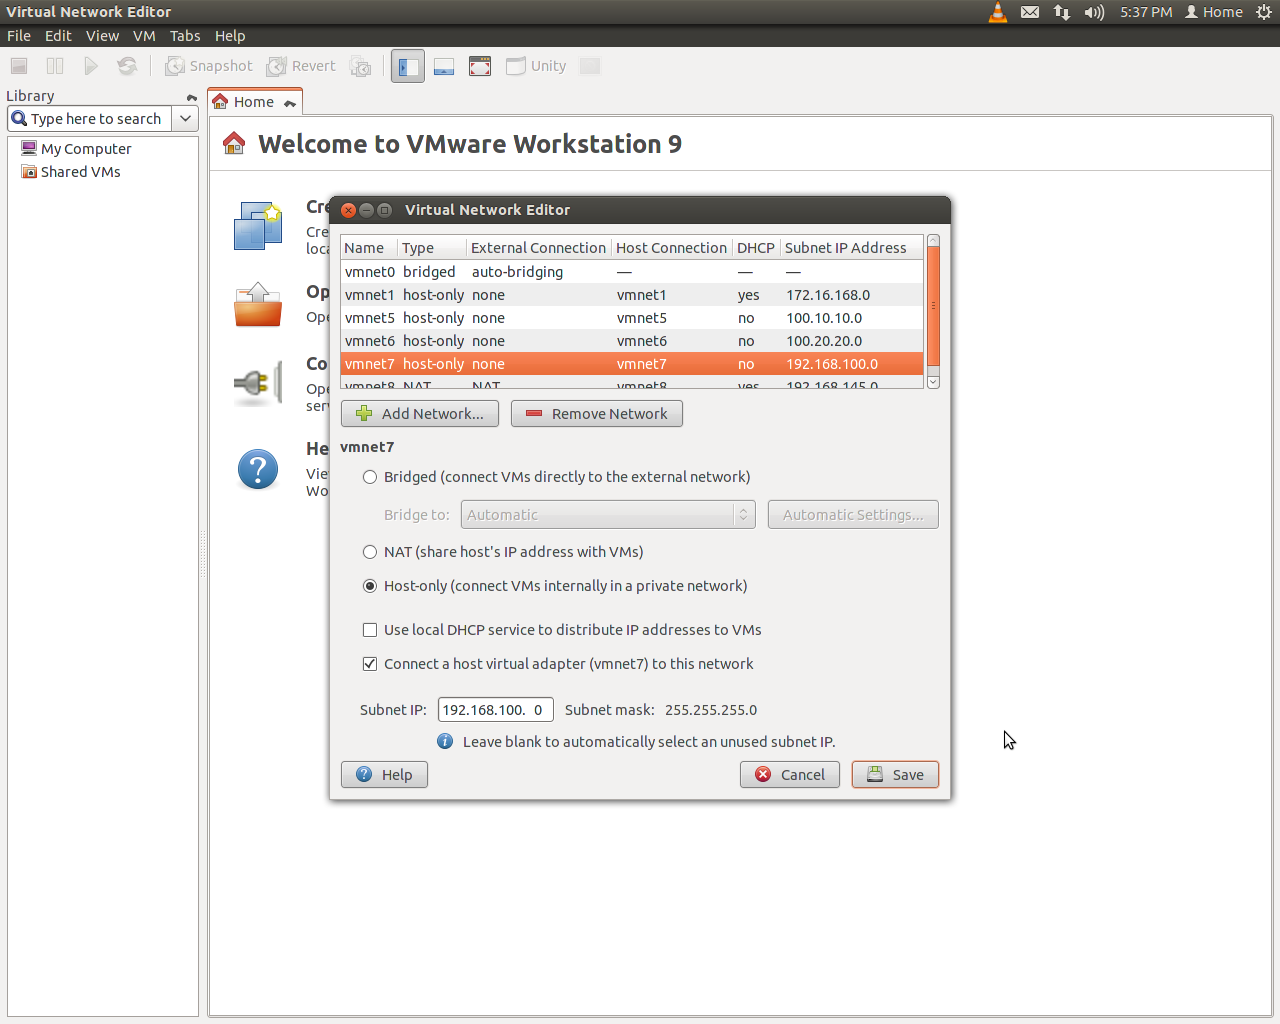 Virtual Network Editor
5:37 PM Home
File Edit View VM Tabs Help
Snapshot Revert Unity
Library
Home
Type here to search
My Computer
Shared VMs
Welcome to VMware Workstation 9
Cre
Cre
loca
Op
Ope
Co
Ope
serv
He
Vie
Wo
Virtual Network Editor
Name Type External Connection Host Connection DHCP Subnet IP Address
vmnet0 bridged auto-bridging — — —
vmnet1 host-only none vmnet1 yes 172.16.168.0
vmnet5 host-only none vmnet5 no 100.10.10.0
vmnet6 host-only none vmnet6 no 100.20.20.0
vmnet7 host-only none vmnet7 no 192.168.100.0
vmnet8 NAT NAT vmnet8 yes 192.168.145.0
Add Network... Remove Network
vmnet7
Bridged (connect VMs directly to the external network)
Bridge to: Automatic Automatic Settings...
NAT (share host's IP address with VMs)
Host-only (connect VMs internally in a private network)
Use local DHCP service to distribute IP addresses to VMs
Connect a host virtual adapter (vmnet7) to this network
Subnet IP: 192.168.100. 0 Subnet mask: 255.255.255.0
Leave blank to automatically select an unused subnet IP.
Help Cancel Save